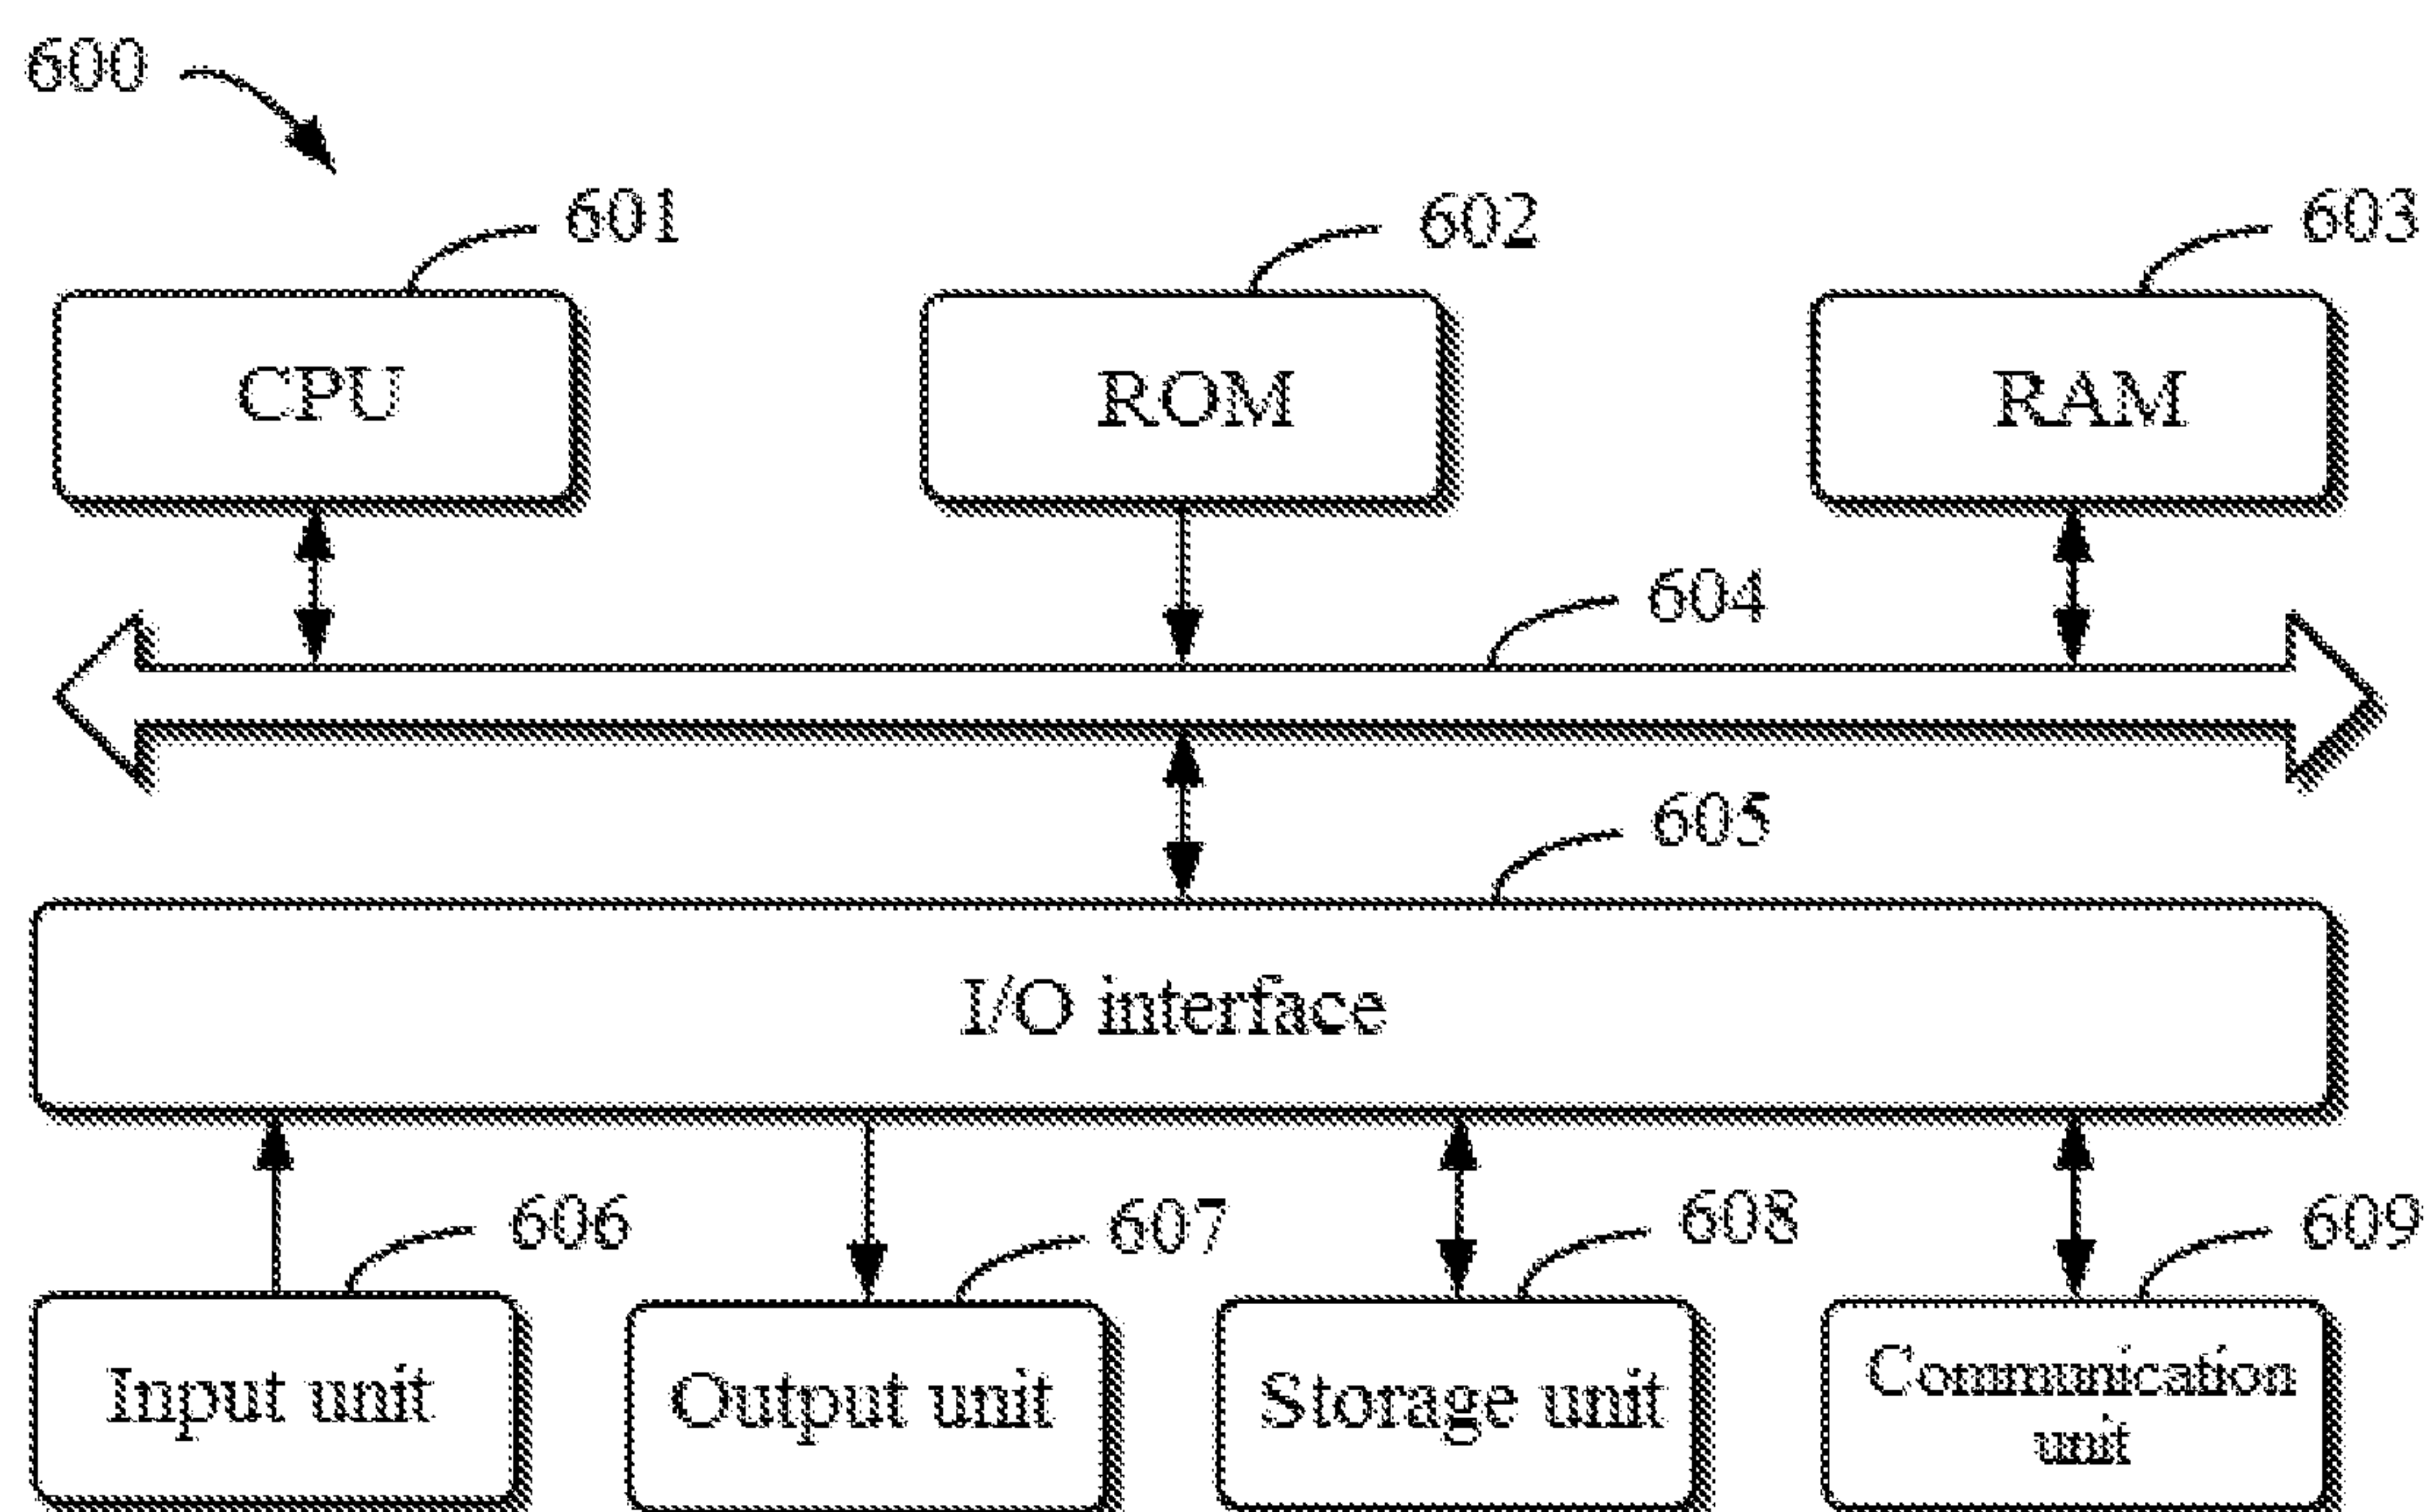 600
601
602
603
CPU
ROM
RAM
604
605
I/O interface
606
607
608
609
Input unit
Output unit
Storage unit
Communication
unit